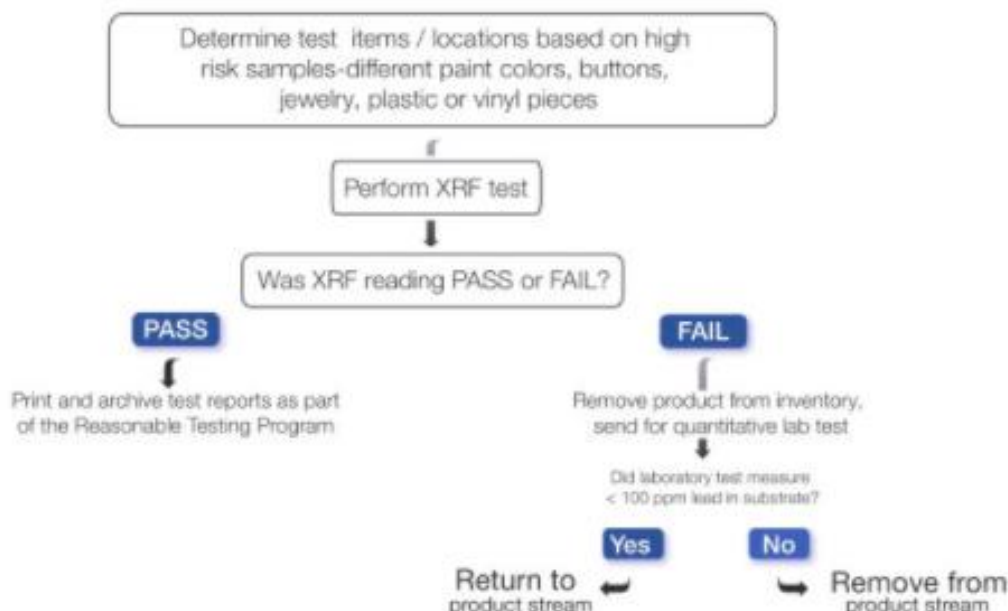 Determine test items / locations based on high
risk samples-different paint colors, buttons,
jewelry, plastic or vinyl pieces
Perform XRF test
Was XRF reading PASS or FAIL?
PASS
FAIL
Print and archive test reports as part
of the Reasonable Testing Program
Remove product from inventory,
send for quantitative lab test
Did laboratory test measure
< 100 ppm lead in substrate?
Yes
No
Return to
product stream
Remove from
product stream